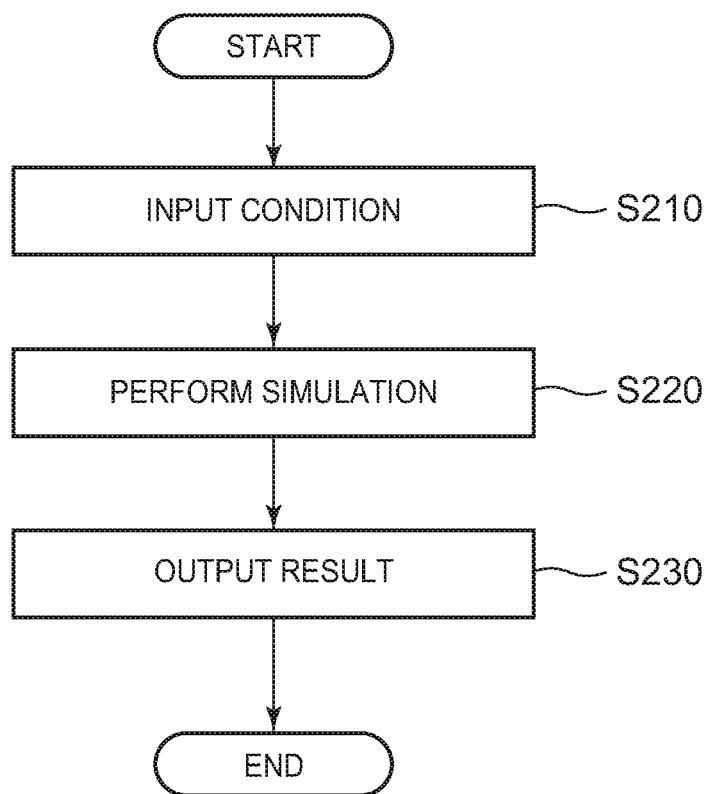 START
INPUT CONDITION
S210
PERFORM SIMULATION
S220
OUTPUT RESULT
S230
END